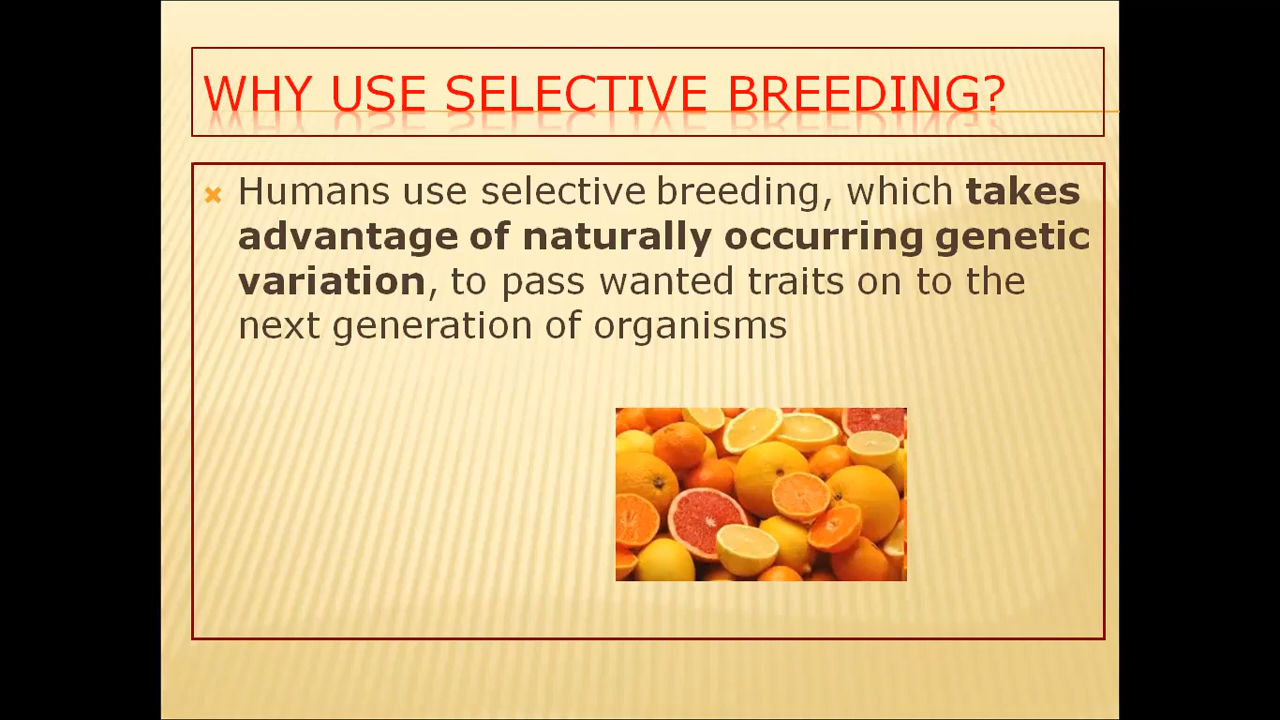 WHY USE SELECTIVE BREEDING?
Humans use selective breeding, which takes
advantage of naturally occurring genetic
variation, to pass wanted traits on to the
next generation of organisms